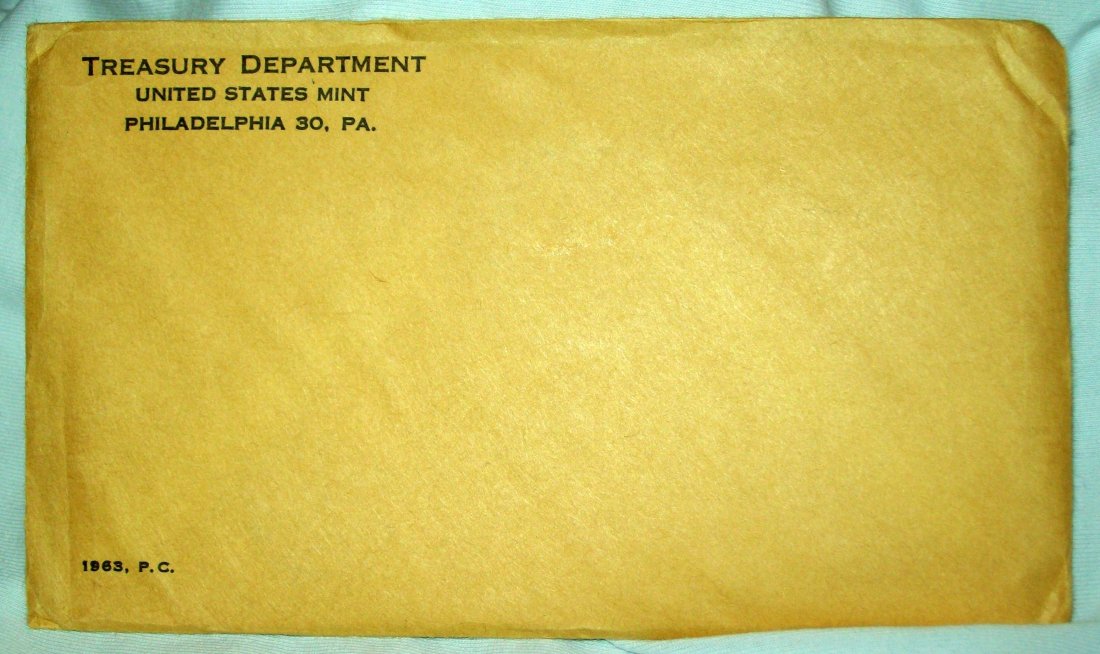 TREASURY DEPARTMENT
UNITED STATES MINT
PHILADELPHIA 30, PA.
1963, P.C.